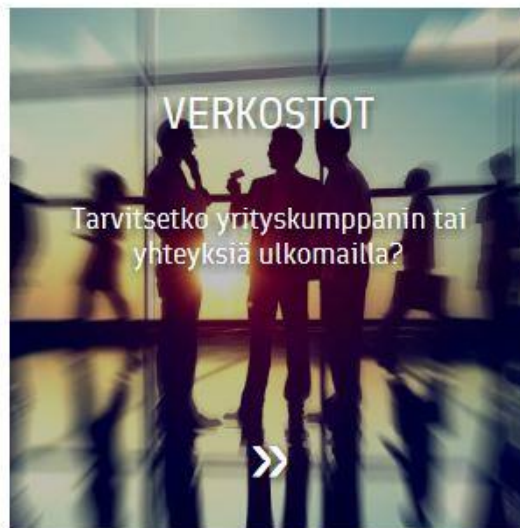 VERKOSTOT
Tarvitsetko yrityskumppanin tai
yhteyksiä ulkomailla?
»